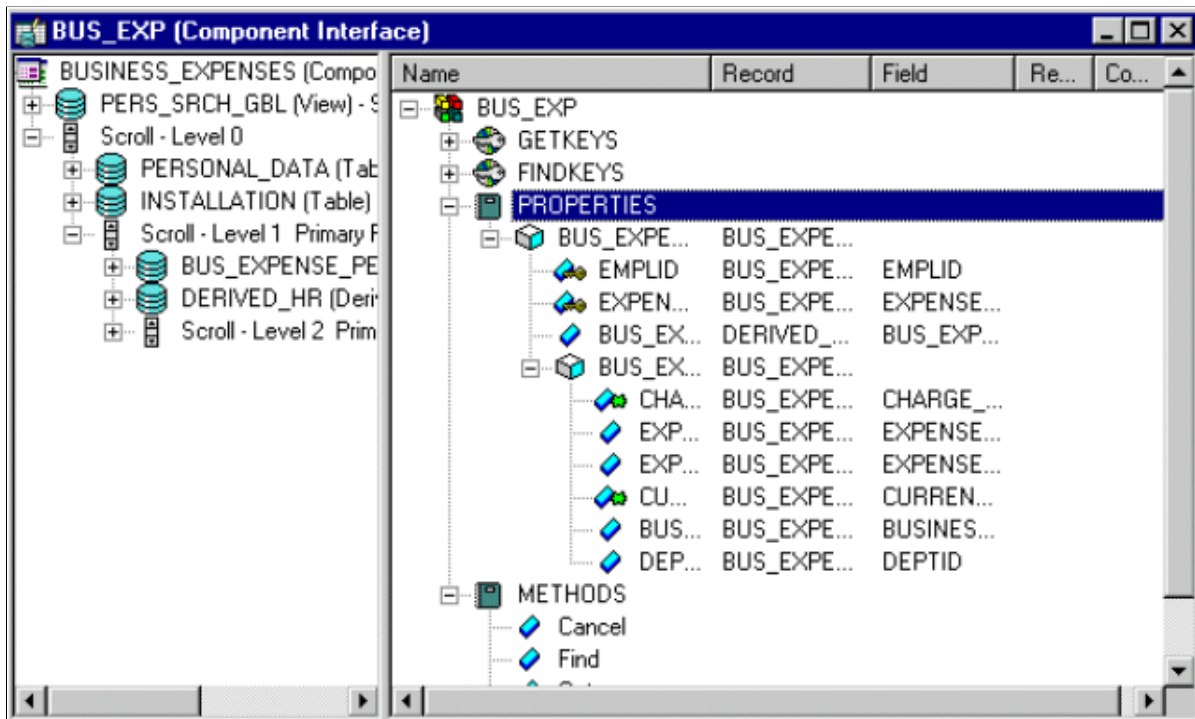 BUS_EXP (Component Interface)
BUSINESS_EXPENSES (Compo
PERS_SRCH_GBL (View) - S
Scroll - Level 0
PERSONAL_DATA (Tab
INSTALLATION (Table)
Scroll - Level 1 Primary R
BUS_EXPENSE_PE
DERIVED_HR (Deri
Scroll - Level 2 Prim
Name Record Field Re... Co...
BUS_EXP
GETKEYS
FINDKEYS
PROPERTIES
BUS_EXPE... BUS_EXPE...
EMPLID BUS_EXPE... EMPLID
EXPEN... BUS_EXPE... EXPENSE...
BUS_EX... DERIVED_... BUS_EXP...
BUS_EX... BUS_EXPE...
CHA... BUS_EXPE... CHARGE_...
EXP... BUS_EXPE... EXPENSE...
EXP... BUS_EXPE... EXPENSE...
CU... BUS_EXPE... CURREN...
BUS... BUS_EXPE... BUSINES...
DEP... BUS_EXPE... DEPTID
METHODS
Cancel
Find